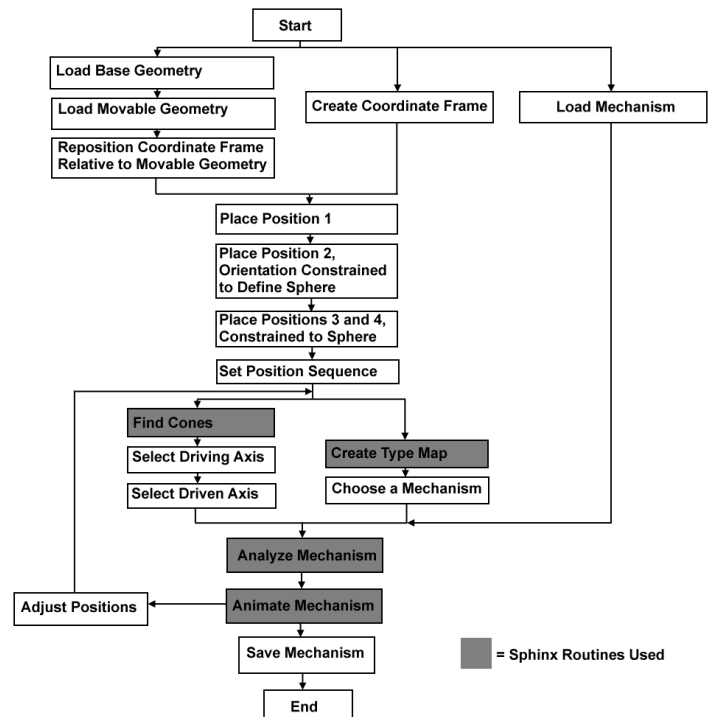 Start
Load Base Geometry
Load Movable Geometry
Create Coordinate Frame
Load Mechanism
Reposition Coordinate Frame
Relative to Movable Geometry
Place Position 1
Place Position 2,
Orientation Constrained
to Define Sphere
Place Positions 3 and 4,
Constrained to Sphere
Set Position Sequence
Find Cones
Select Driving Axis
Select Driven Axis
Create Type Map
Choose a Mechanism
Analyze Mechanism
Animate Mechanism
Adjust Positions
Save Mechanism
= Sphinx Routines Used
End